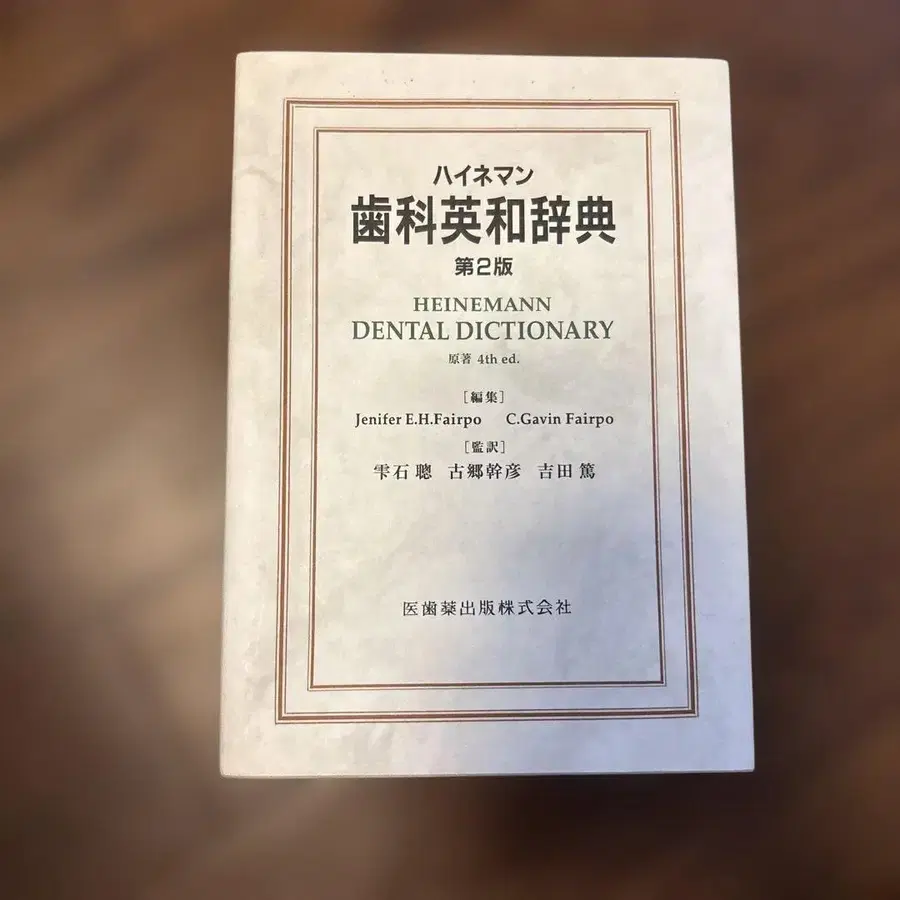 ハイネマン
歯科英和辞典
第2版
HEINEMANN
DENTAL DICTIONARY
原著 4th ed.
[編集]
Jenifer E.H.Fairpo C.Gavin Fairpo
[監訳]
雫石 聰 古郷幹彦 吉田 篤
医歯薬出版株式会社